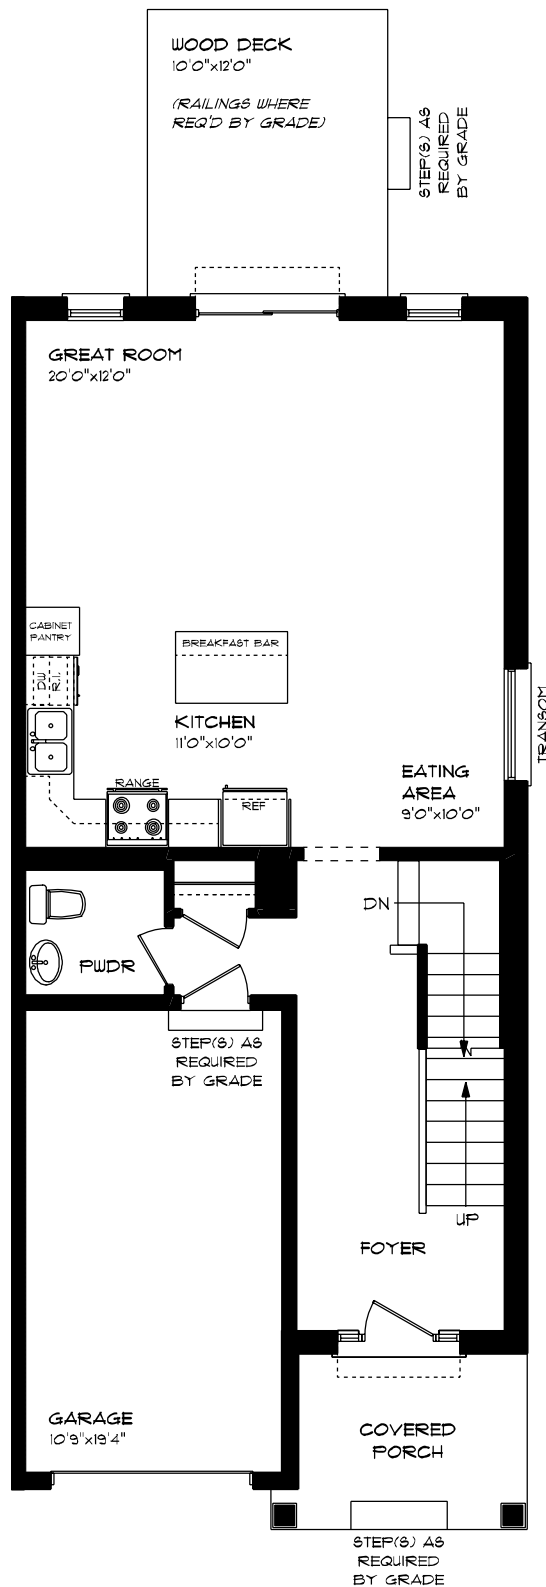 WOOD DECK
10'0"x12'0"
(RAILINGS WHERE
REQ'D BY GRADE)
STEP(S) AS
REQUIRED
BY GRADE
GREAT ROOM
20'0"x12'0"
CABINET
PANTRY
BREAKFAST BAR
DW
R.I.
KITCHEN
11'0"x10'0"
TRANSOM
EATING
AREA
9'0"x10'0"
RANGE
REF
DN
PWDR
STEP(S) AS
REQUIRED
BY GRADE
UP
FOYER
GARAGE
10'9"x19'4"
COVERED
PORCH
STEP(S) AS
REQUIRED
BY GRADE